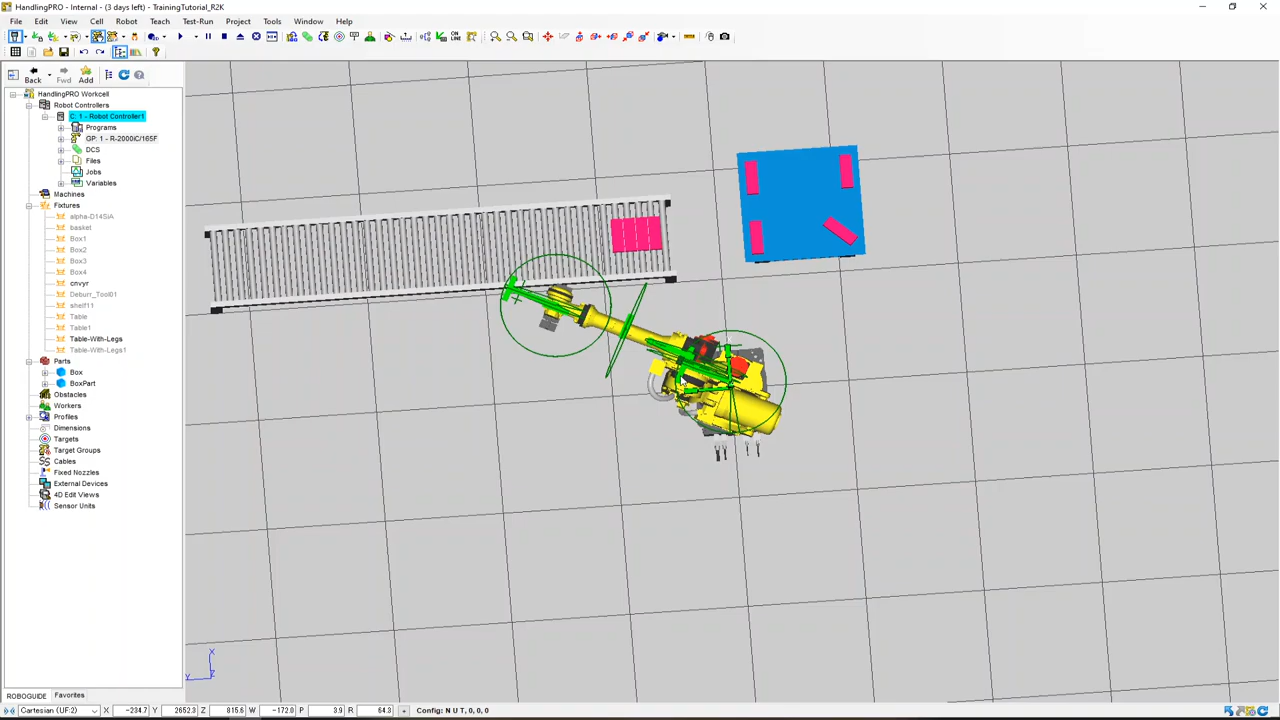 HandlingPRO - Internal - (3 days left) - TrainingTutorial_R2K
File Edit View Cell Robot Teach Test-Run Project Tools Window Help
ON LINE
Back Fwd Add
HandlingPRO Workcell
Robot Controllers
C: 1 - Robot Controller1
Programs
GP: 1 - R-2000iC/165F
DCS
Files
Jobs
Variables
Machines
Fixtures
alpha-D14SiA
basket
Box1
Box2
Box3
Box4
cnvyr
Deburr_Tool01
shelf11
Table
Table1
Table-With-Legs
Table-With-Legs1
Parts
Box
BoxPart
Obstacles
Workers
Profiles
Dimensions
Targets
Target Groups
Cables
Fixed Nozzles
External Devices
4D Edit Views
Sensor Units
X
Y Z
ROBOGUIDE Favorites
Cartesian (UF:2) X -234.7 Y 2652.3 Z 815.6 W -172.0 P 3.9 R 64.3 Config: N U T, 0, 0, 0